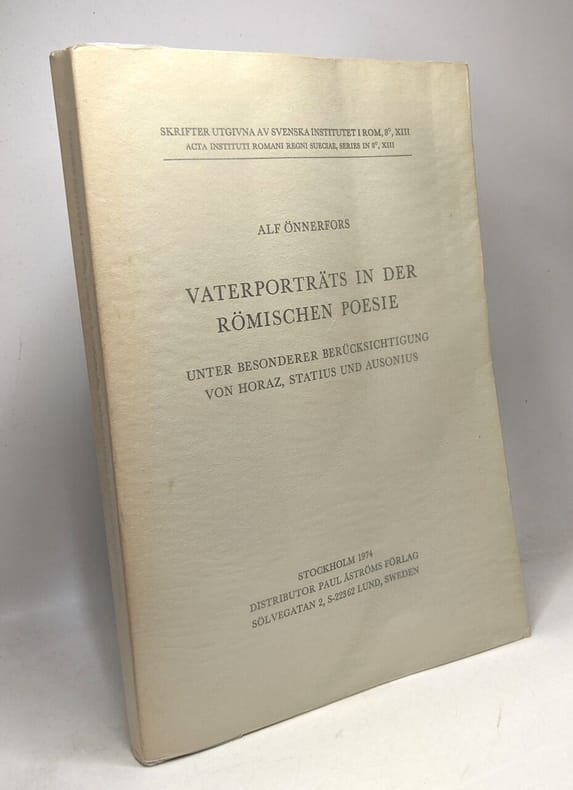 SKRIFTER UTGIVNA AV SVENSKA INSTITUTET I ROM, 8°, XIII
ACTA INSTITUTI ROMANI REGNI SUECIAE, SERIES IN 8°, XIII
ALF ÖNNERFORS
VATERPORTRÄTS IN DER
RÖMISCHEN POESIE
UNTER BESONDERER BERÜCKSICHTIGUNG
VON HORAZ, STATIUS UND AUSONIUS
STOCKHOLM 1974
DISTRIBUTOR PAUL ÅSTRÖMS FÖRLAG
SÖLVEGATAN 2, S-22362 LUND, SWEDEN